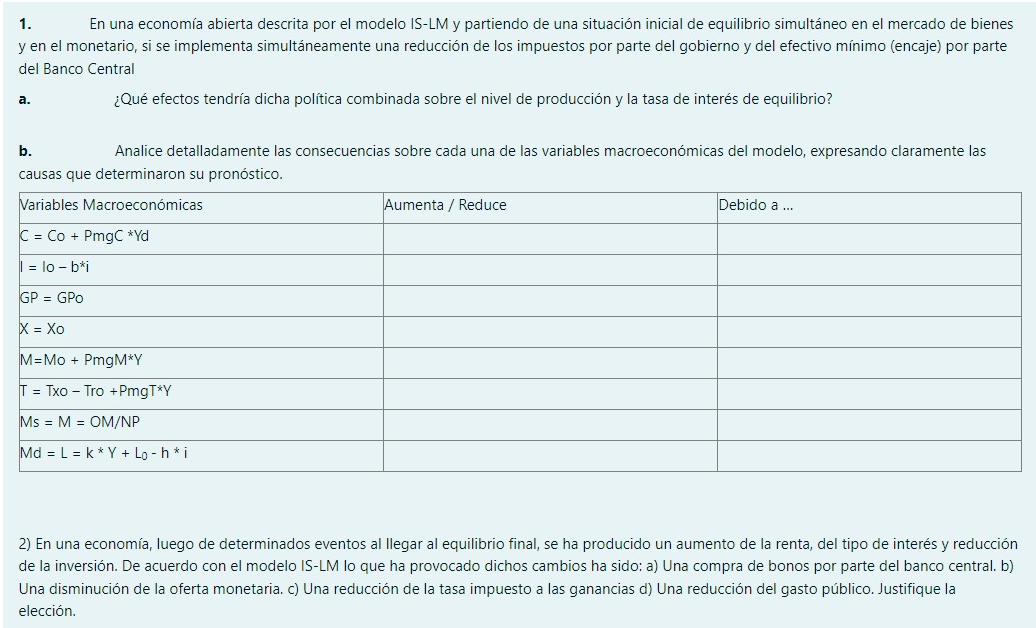 1. En una economía abierta descrita por el modelo IS-LM y partiendo de una situación inicial de equilibrio simultáneo en el mercado de bienes
y en el monetario, si se implementa simultáneamente una reducción de los impuestos por parte del gobierno y del efectivo mínimo (encaje) por parte
del Banco Central
a. ¿Qué efectos tendría dicha política combinada sobre el nivel de producción y la tasa de interés de equilibrio?
b. Analice detalladamente las consecuencias sobre cada una de las variables macroeconómicas del modelo, expresando claramente las
causas que determinaron su pronóstico.
Variables Macroeconómicas Aumenta / Reduce Debido a ...
C = Co + PmgC *Yd
I = Io – b*i
GP = GPo
X = Xo
M=Mo + PmgM*Y
T = Txo – Tro +PmgT*Y
Ms = M = OM/NP
Md = L = k * Y + L₀ - h * i
2) En una economía, luego de determinados eventos al llegar al equilibrio final, se ha producido un aumento de la renta, del tipo de interés y reducción
de la inversión. De acuerdo con el modelo IS-LM lo que ha provocado dichos cambios ha sido: a) Una compra de bonos por parte del banco central. b)
Una disminución de la oferta monetaria. c) Una reducción de la tasa impuesto a las ganancias d) Una reducción del gasto público. Justifique la
elección.